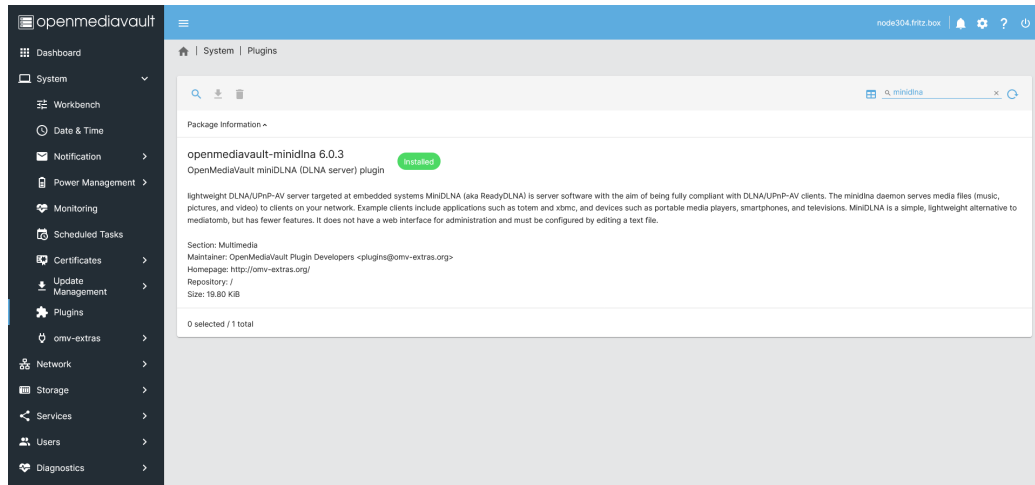 openmediavault
node304.fritz.box
Dashboard
System
Workbench
Date & Time
Notification
Power Management
Monitoring
Scheduled Tasks
Certificates
Update
Management
Plugins
omv-extras
Network
Storage
Services
Users
Diagnostics
| System | Plugins
minidlna
Package Information
openmediavault-minidlna 6.0.3
OpenMediaVault miniDLNA (DLNA server) plugin
Installed
lightweight DLNA/UPnP-AV server targeted at embedded systems MiniDLNA (aka ReadyDLNA) is server software with the aim of being fully compliant with DLNA/UPnP-AV clients. The minidlna daemon serves media files (music,
pictures, and video) to clients on your network. Example clients include applications such as totem and xbmc, and devices such as portable media players, smartphones, and televisions. MiniDLNA is a simple, lightweight alternative to
mediatomb, but has fewer features. It does not have a web interface for administration and must be configured by editing a text file.
Section: Multimedia
Maintainer: OpenMediaVault Plugin Developers <plugins@omv-extras.org>
Homepage: http://omv-extras.org/
Repository: /
Size: 19.80 KiB
0 selected / 1 total